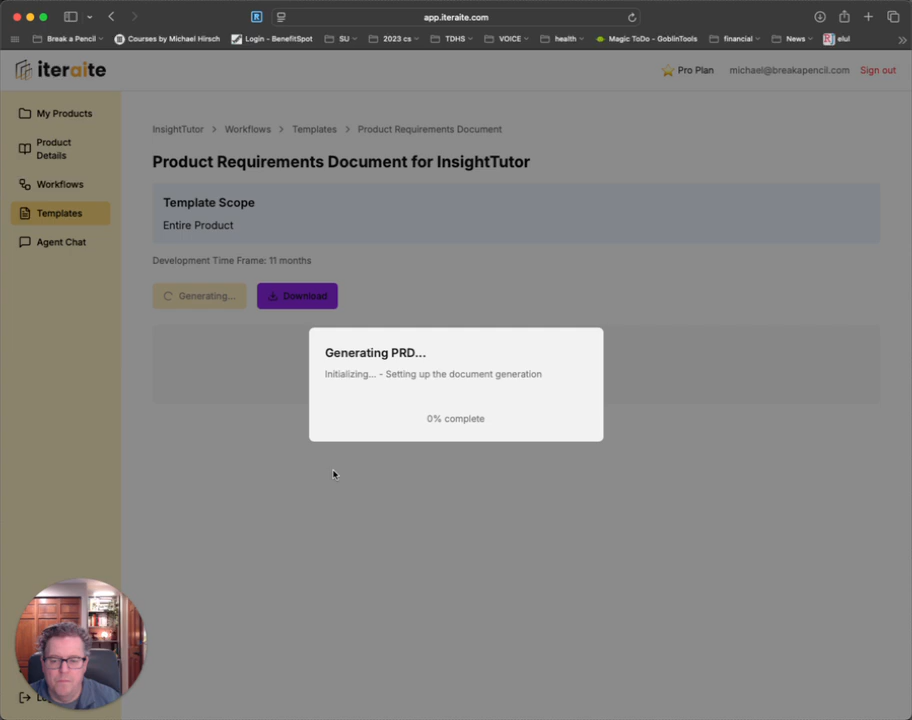 app.iteraite.com
Break a Pencil
Courses by Michael Hirsch
Login - BenefitSpot
SU
2023 cs
TDHS
VOICE
health
Magic ToDo - GoblinTools
financial
News
elul
iteraite
Pro Plan
michael@breakapencil.com
Sign out
My Products
Product
Details
Workflows
Templates
Agent Chat
InsightTutor > Workflows > Templates > Product Requirements Document
Product Requirements Document for InsightTutor
Template Scope
Entire Product
Development Time Frame: 11 months
Generating...
Download
Generating PRD...
Initializing... - Setting up the document generation
0% complete